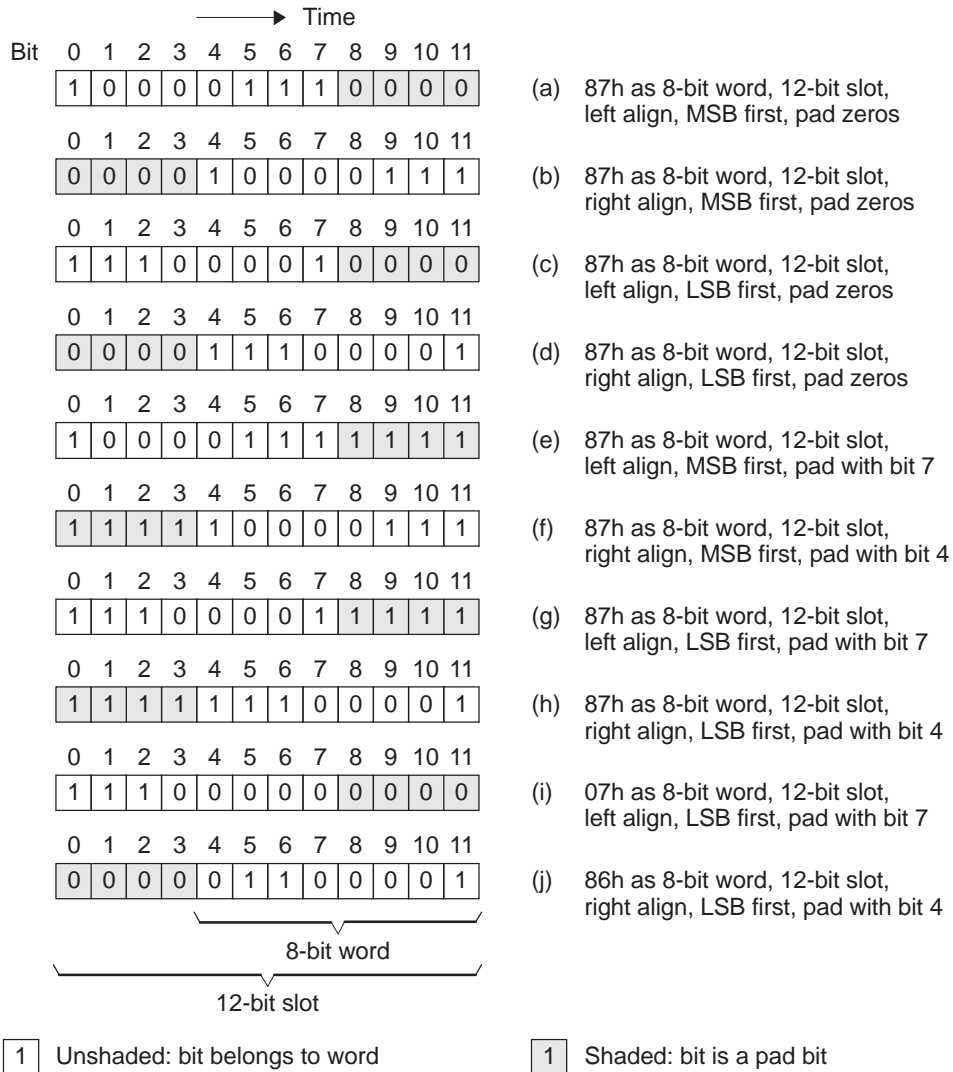 Time
Bit 0 1 2 3 4 5 6 7 8 9 10 11
1 0 0 0 0 1 1 1 0 0 0 0
(a) 87h as 8-bit word, 12-bit slot,
left align, MSB first, pad zeros
0 1 2 3 4 5 6 7 8 9 10 11
0 0 0 0 1 0 0 0 0 1 1 1
(b) 87h as 8-bit word, 12-bit slot,
right align, MSB first, pad zeros
0 1 2 3 4 5 6 7 8 9 10 11
1 1 1 0 0 0 0 1 0 0 0 0
(c) 87h as 8-bit word, 12-bit slot,
left align, LSB first, pad zeros
0 1 2 3 4 5 6 7 8 9 10 11
0 0 0 0 1 1 1 0 0 0 0 1
(d) 87h as 8-bit word, 12-bit slot,
right align, LSB first, pad zeros
0 1 2 3 4 5 6 7 8 9 10 11
1 0 0 0 0 1 1 1 1 1 1 1
(e) 87h as 8-bit word, 12-bit slot,
left align, MSB first, pad with bit 7
0 1 2 3 4 5 6 7 8 9 10 11
1 1 1 1 1 0 0 0 0 1 1 1
(f) 87h as 8-bit word, 12-bit slot,
right align, MSB first, pad with bit 4
0 1 2 3 4 5 6 7 8 9 10 11
1 1 1 0 0 0 0 1 1 1 1 1
(g) 87h as 8-bit word, 12-bit slot,
left align, LSB first, pad with bit 7
0 1 2 3 4 5 6 7 8 9 10 11
1 1 1 1 1 1 1 0 0 0 0 1
(h) 87h as 8-bit word, 12-bit slot,
right align, LSB first, pad with bit 4
0 1 2 3 4 5 6 7 8 9 10 11
1 1 1 0 0 0 0 0 0 0 0 0
(i) 07h as 8-bit word, 12-bit slot,
left align, LSB first, pad with bit 7
0 1 2 3 4 5 6 7 8 9 10 11
0 0 0 0 0 1 1 0 0 0 0 1
(j) 86h as 8-bit word, 12-bit slot,
right align, LSB first, pad with bit 4
8-bit word
12-bit slot
1 Unshaded: bit belongs to word
1 Shaded: bit is a pad bit